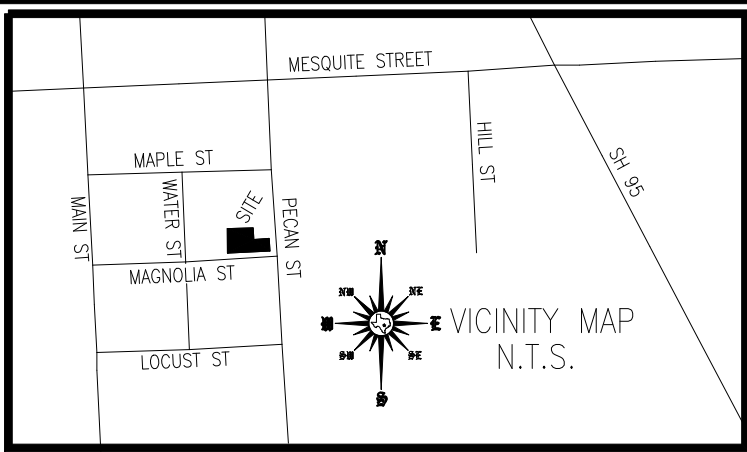 MESQUITE STREET
MAPLE ST
HILL ST
SH 95
MAIN ST
WATER ST
SITE
PECAN ST
MAGNOLIA ST
LOCUST ST
N
NW
NE
W
E
SW
SE
S
VICINITY MAP
N.T.S.